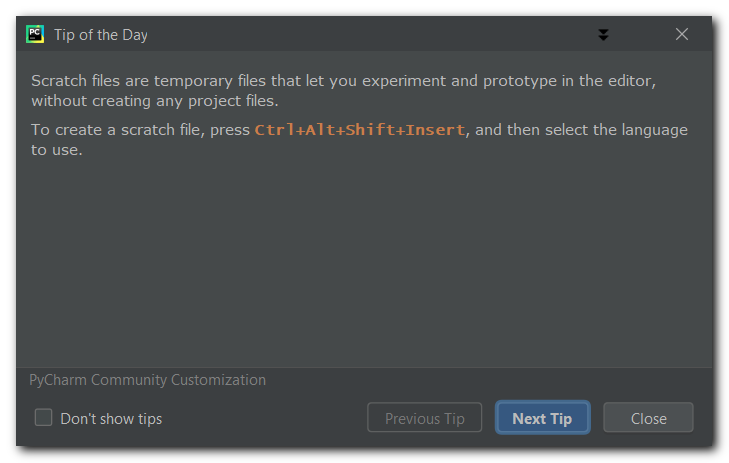 PC
Tip of the Day
Scratch files are temporary files that let you experiment and prototype in the editor,
without creating any project files.
To create a scratch file, press Ctrl+Alt+Shift+Insert, and then select the language
to use.
PyCharm Community Customization
Don't show tips
Previous Tip
Next Tip
Close